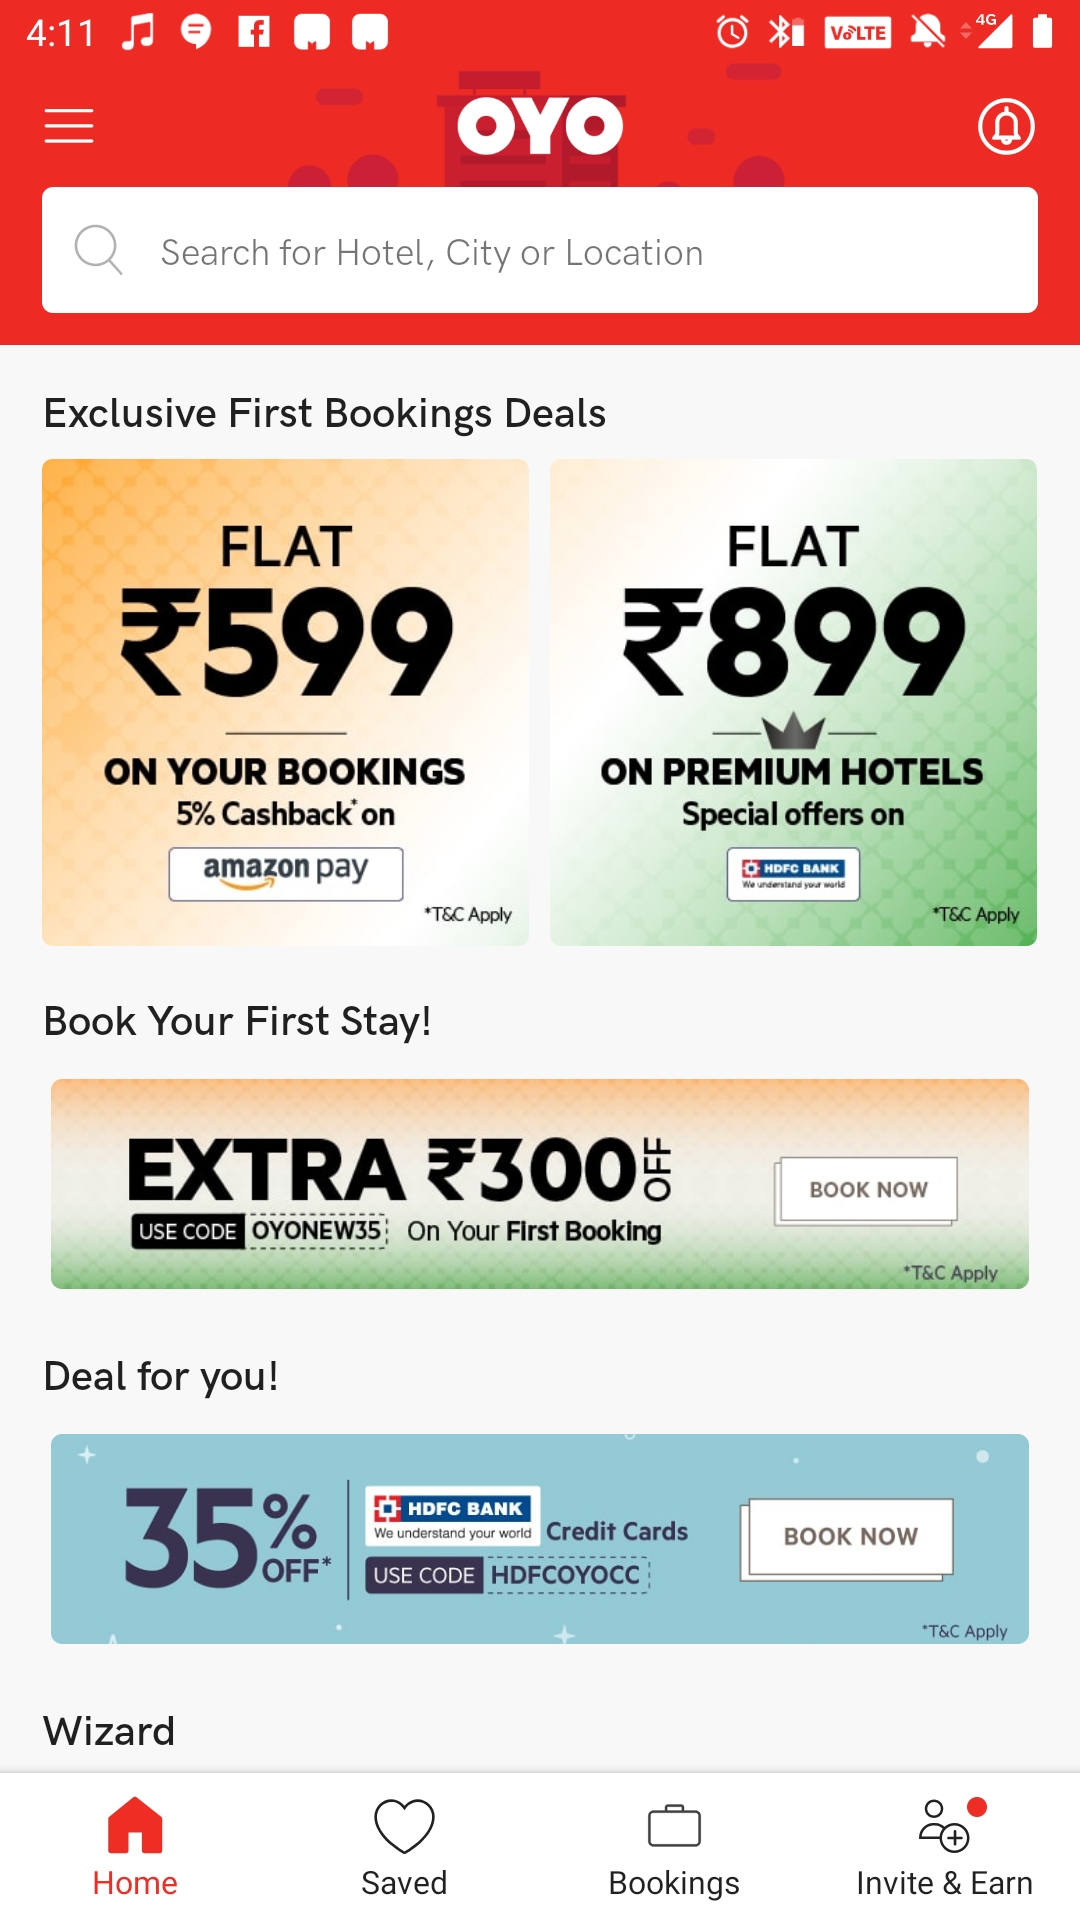 4:11
VoLTE
4G
OYO
Search for Hotel, City or Location
Exclusive First Bookings Deals
FLAT
₹599
ON YOUR BOOKINGS
5% Cashback* on
amazon pay
*T&C Apply
FLAT
₹899
ON PREMIUM HOTELS
Special offers on
HDFC BANK
We understand your world
*T&C Apply
Book Your First Stay!
EXTRA ₹300 OFF
USE CODE OYONEW35 On Your First Booking
BOOK NOW
*T&C Apply
Deal for you!
35% OFF*
HDFC BANK
We understand your world
Credit Cards
USE CODE HDFCOYOCC
BOOK NOW
*T&C Apply
Wizard
Home
Saved
Bookings
Invite & Earn